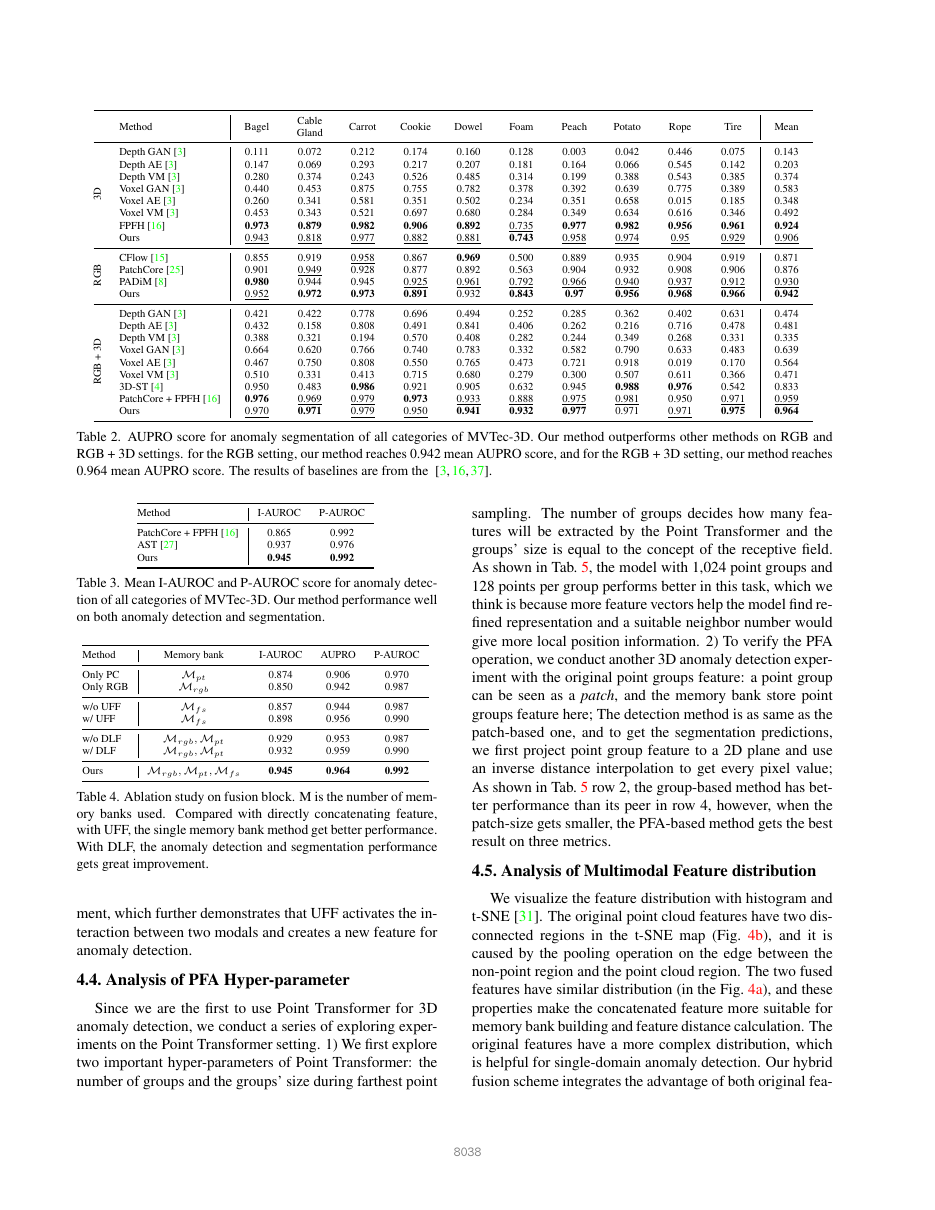 Method Bagel Cable Gland Carrot Cookie Dowel Foam Peach Potato Rope Tire Mean
3D
Depth GAN [3] 0.111 0.072 0.212 0.174 0.160 0.128 0.003 0.042 0.446 0.075 0.143
Depth AE [3] 0.147 0.069 0.293 0.217 0.207 0.181 0.164 0.066 0.545 0.142 0.203
Depth VM [3] 0.280 0.374 0.243 0.526 0.485 0.314 0.199 0.388 0.543 0.385 0.374
Voxel GAN [3] 0.440 0.453 0.875 0.755 0.782 0.378 0.392 0.639 0.775 0.389 0.583
Voxel AE [3] 0.260 0.341 0.581 0.351 0.502 0.234 0.351 0.658 0.015 0.185 0.348
Voxel VM [3] 0.453 0.343 0.521 0.697 0.680 0.284 0.349 0.634 0.616 0.346 0.492
FPFH [16] 0.973 0.879 0.982 0.906 0.892 0.735 0.977 0.982 0.956 0.961 0.924
Ours 0.943 0.818 0.977 0.882 0.881 0.743 0.958 0.974 0.95 0.929 0.906
RGB
CFlow [15] 0.855 0.919 0.958 0.867 0.969 0.500 0.889 0.935 0.904 0.919 0.871
PatchCore [25] 0.901 0.949 0.928 0.877 0.892 0.563 0.904 0.932 0.908 0.906 0.876
PADiM [8] 0.980 0.944 0.945 0.925 0.961 0.792 0.966 0.940 0.937 0.912 0.930
Ours 0.952 0.972 0.973 0.891 0.932 0.843 0.97 0.956 0.968 0.966 0.942
RGB + 3D
Depth GAN [3] 0.421 0.422 0.778 0.696 0.494 0.252 0.285 0.362 0.402 0.631 0.474
Depth AE [3] 0.432 0.158 0.808 0.491 0.841 0.406 0.262 0.216 0.716 0.478 0.481
Depth VM [3] 0.388 0.321 0.194 0.570 0.408 0.282 0.244 0.349 0.268 0.331 0.335
Voxel GAN [3] 0.664 0.620 0.766 0.740 0.783 0.332 0.582 0.790 0.633 0.483 0.639
Voxel AE [3] 0.467 0.750 0.808 0.550 0.765 0.473 0.721 0.918 0.019 0.170 0.564
Voxel VM [3] 0.510 0.331 0.413 0.715 0.680 0.279 0.300 0.507 0.611 0.366 0.471
3D-ST [4] 0.950 0.483 0.986 0.921 0.905 0.632 0.945 0.988 0.976 0.542 0.833
PatchCore + FPFH [16] 0.976 0.969 0.979 0.973 0.933 0.888 0.975 0.981 0.950 0.971 0.959
Ours 0.970 0.971 0.979 0.950 0.941 0.932 0.977 0.971 0.971 0.975 0.964
Table 2. AUPRO score for anomaly segmentation of all categories of MVTec-3D. Our method outperforms other methods on RGB and
RGB + 3D settings. for the RGB setting, our method reaches 0.942 mean AUPRO score, and for the RGB + 3D setting, our method reaches
0.964 mean AUPRO score. The results of baselines are from the [3,16,37].
Method I-AUROC P-AUROC
PatchCore + FPFH [16] 0.865 0.992
AST [27] 0.937 0.976
Ours 0.945 0.992
Table 3. Mean I-AUROC and P-AUROC score for anomaly detec-
tion of all categories of MVTec-3D. Our method performance well
on both anomaly detection and segmentation.
Method Memory bank I-AUROC AUPRO P-AUROC
Only PC M_pt 0.874 0.906 0.970
Only RGB M_rgb 0.850 0.942 0.987
w/o UFF M_fs 0.857 0.944 0.987
w/ UFF M_fs 0.898 0.956 0.990
w/o DLF M_rgb, M_pt 0.929 0.953 0.987
w/ DLF M_rgb, M_pt 0.932 0.959 0.990
Ours M_rgb, M_pt, M_fs 0.945 0.964 0.992
Table 4. Ablation study on fusion block. M is the number of mem-
ory banks used. Compared with directly concatenating feature,
with UFF, the single memory bank method get better performance.
With DLF, the anomaly detection and segmentation performance
gets great improvement.
ment, which further demonstrates that UFF activates the in-
teraction between two modals and creates a new feature for
anomaly detection.
4.4. Analysis of PFA Hyper-parameter
Since we are the first to use Point Transformer for 3D
anomaly detection, we conduct a series of exploring exper-
iments on the Point Transformer setting. 1) We first explore
two important hyper-parameters of Point Transformer: the
number of groups and the groups' size during farthest point
sampling. The number of groups decides how many fea-
tures will be extracted by the Point Transformer and the
groups' size is equal to the concept of the receptive field.
As shown in Tab. 5, the model with 1,024 point groups and
128 points per group performs better in this task, which we
think is because more feature vectors help the model find re-
fined representation and a suitable neighbor number would
give more local position information. 2) To verify the PFA
operation, we conduct another 3D anomaly detection exper-
iment with the original point groups feature: a point group
can be seen as a patch, and the memory bank store point
groups feature here; The detection method is as same as the
patch-based one, and to get the segmentation predictions,
we first project point group feature to a 2D plane and use
an inverse distance interpolation to get every pixel value;
As shown in Tab. 5 row 2, the group-based method has bet-
ter performance than its peer in row 4, however, when the
patch-size gets smaller, the PFA-based method gets the best
result on three metrics.
4.5. Analysis of Multimodal Feature distribution
We visualize the feature distribution with histogram and
t-SNE [31]. The original point cloud features have two dis-
connected regions in the t-SNE map (Fig. 4b), and it is
caused by the pooling operation on the edge between the
non-point region and the point cloud region. The two fused
features have similar distribution (in the Fig. 4a), and these
properties make the concatenated feature more suitable for
memory bank building and feature distance calculation. The
original features have a more complex distribution, which
is helpful for single-domain anomaly detection. Our hybrid
fusion scheme integrates the advantage of both original fea-
8038